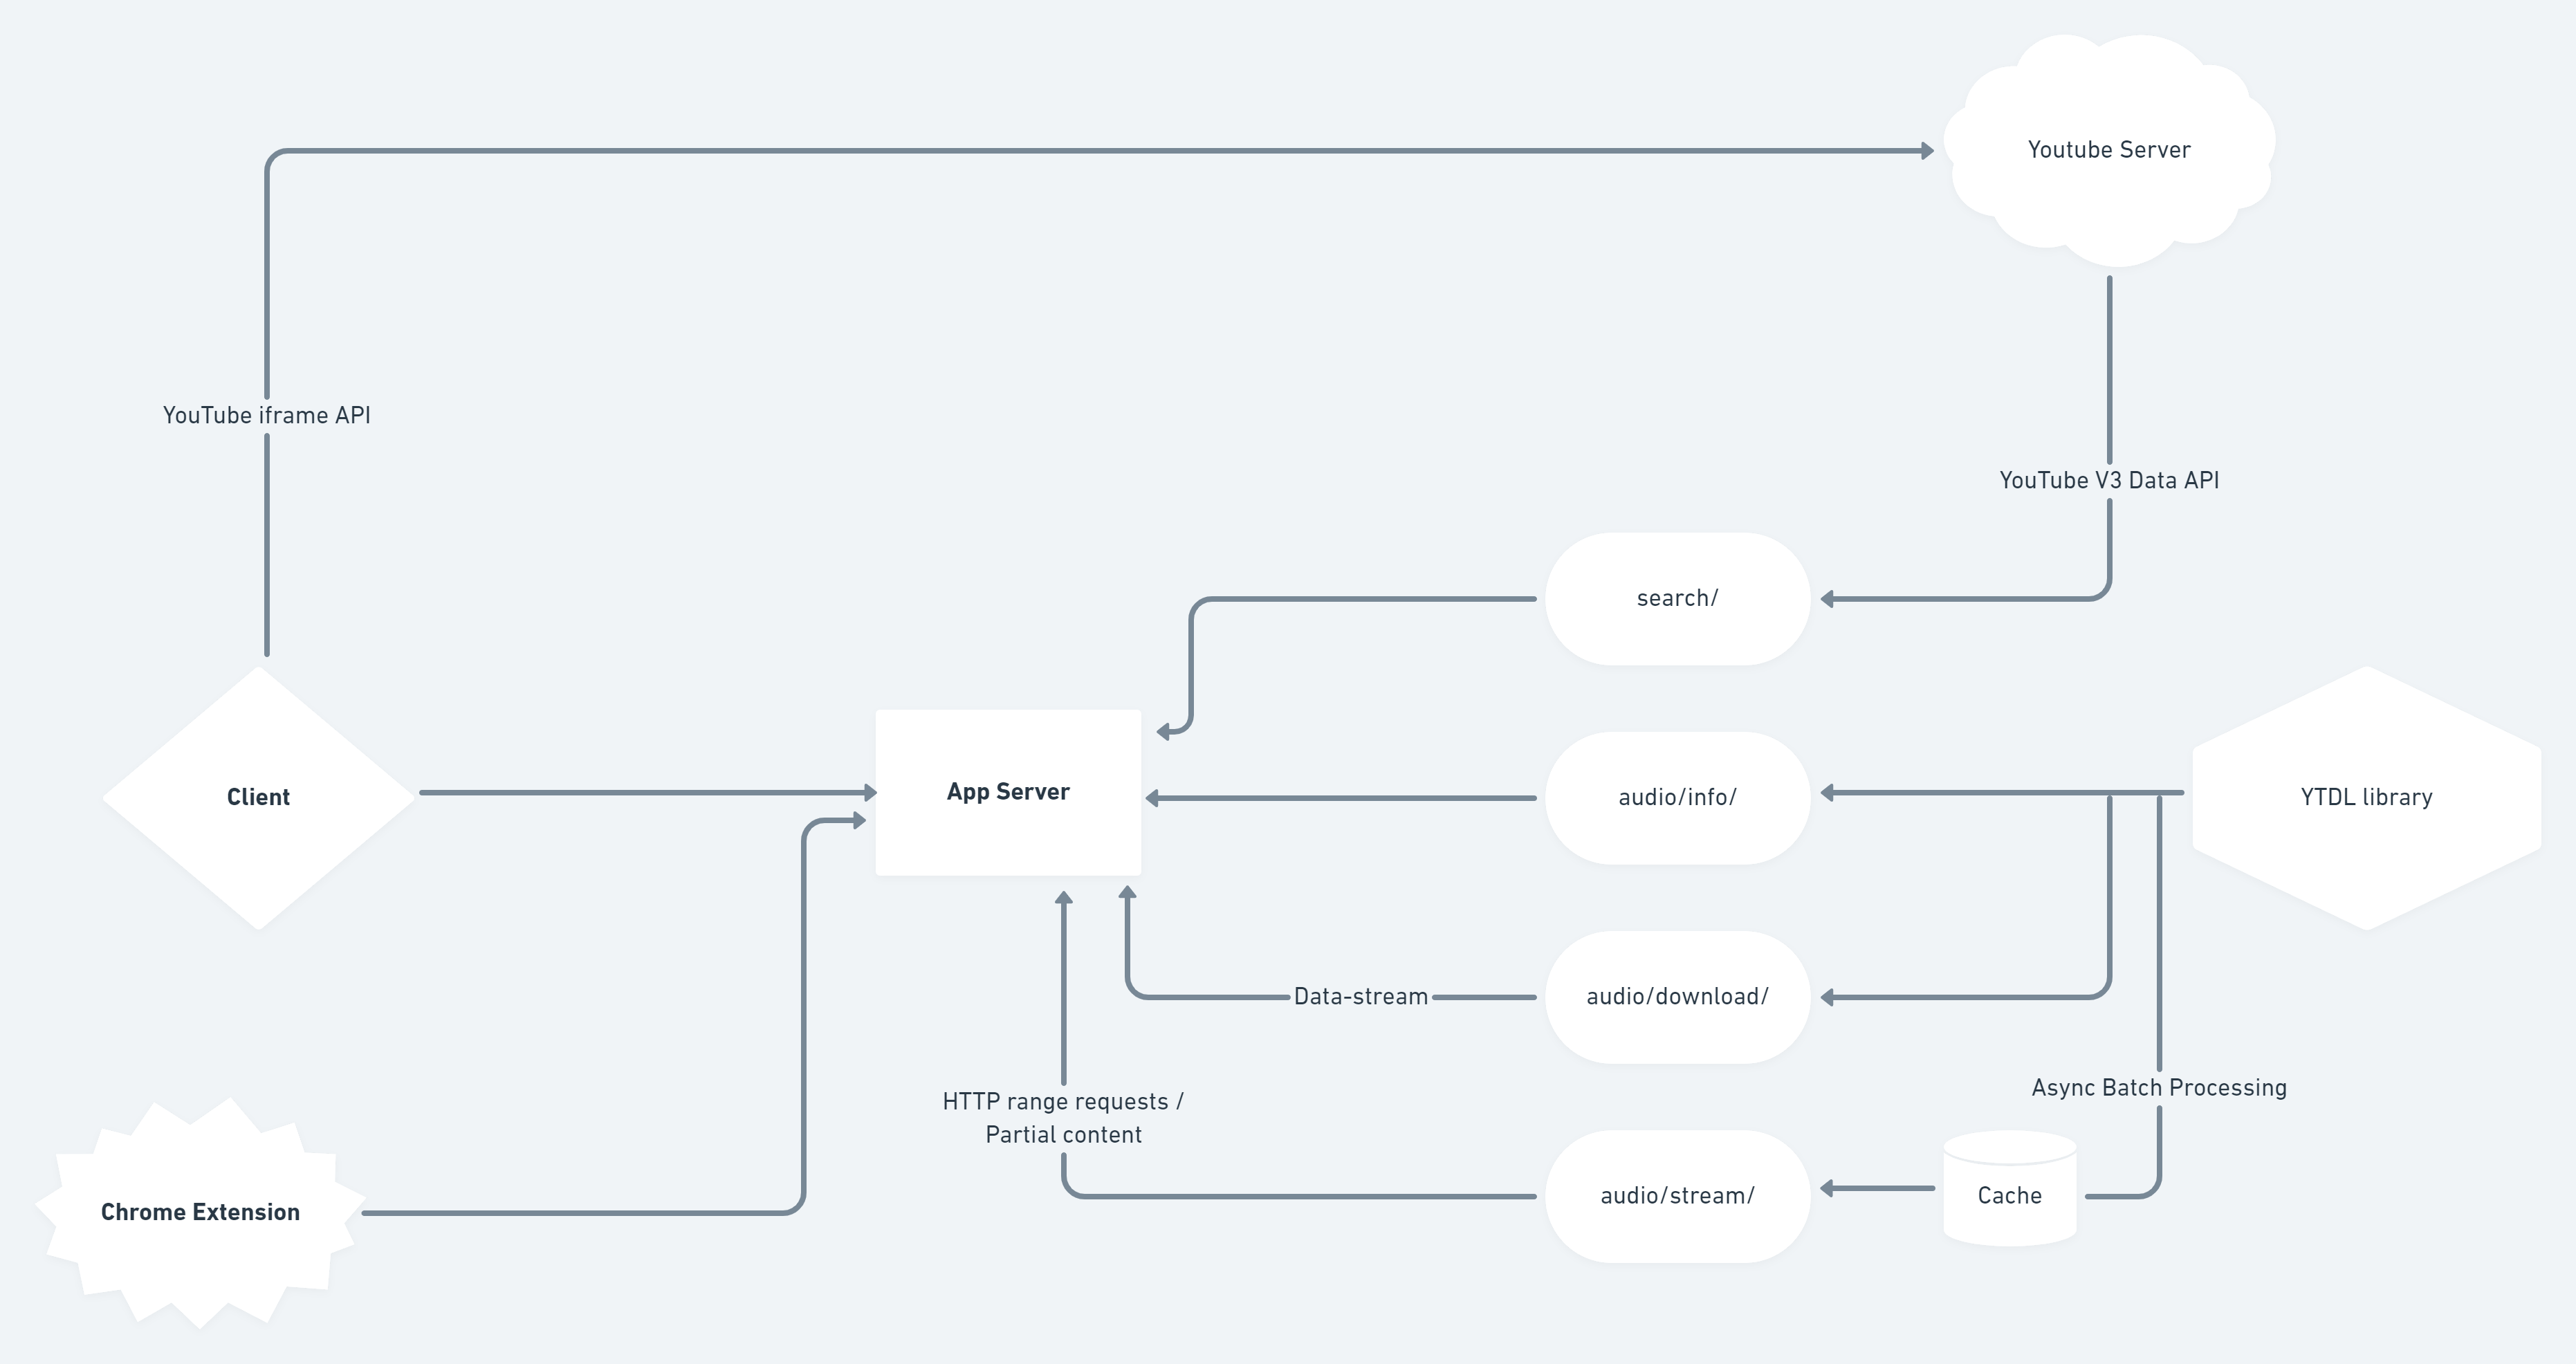 Youtube Server
YouTube iframe API
YouTube V3 Data API
search/
Client
App Server
audio/info/
YTDL library
Data-stream
audio/download/
HTTP range requests /
Partial content
Async Batch Processing
Chrome Extension
audio/stream/
Cache